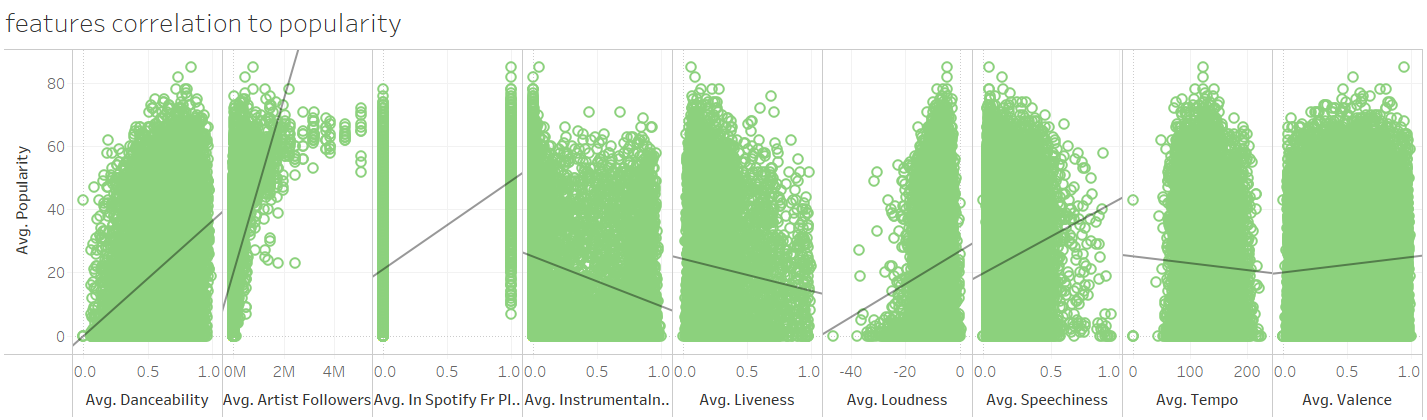 features correlation to popularity
80
60
40
20
0
Avg. Popularity
0.0 0.5 1.0
0M 2M 4M
0.0 0.5 1.0
0.0 0.5 1.0
0.0 0.5 1.0
-40 -20 0
0.0 0.5 1.0
0 100 200
0.0 0.5 1.0
Avg. Danceability
Avg. Artist Followers
Avg. In Spotify Fr Pl..
Avg. Instrumentaln..
Avg. Liveness
Avg. Loudness
Avg. Speechiness
Avg. Tempo
Avg. Valence